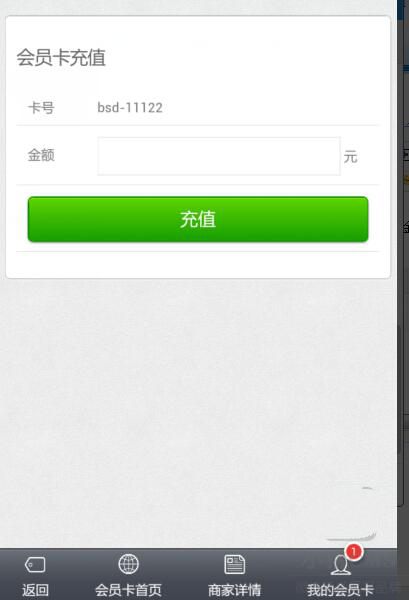 会员卡充值
卡号 bsd-11122
金额 元
充值
1
返回 会员卡首页 商家详情 我的会员卡